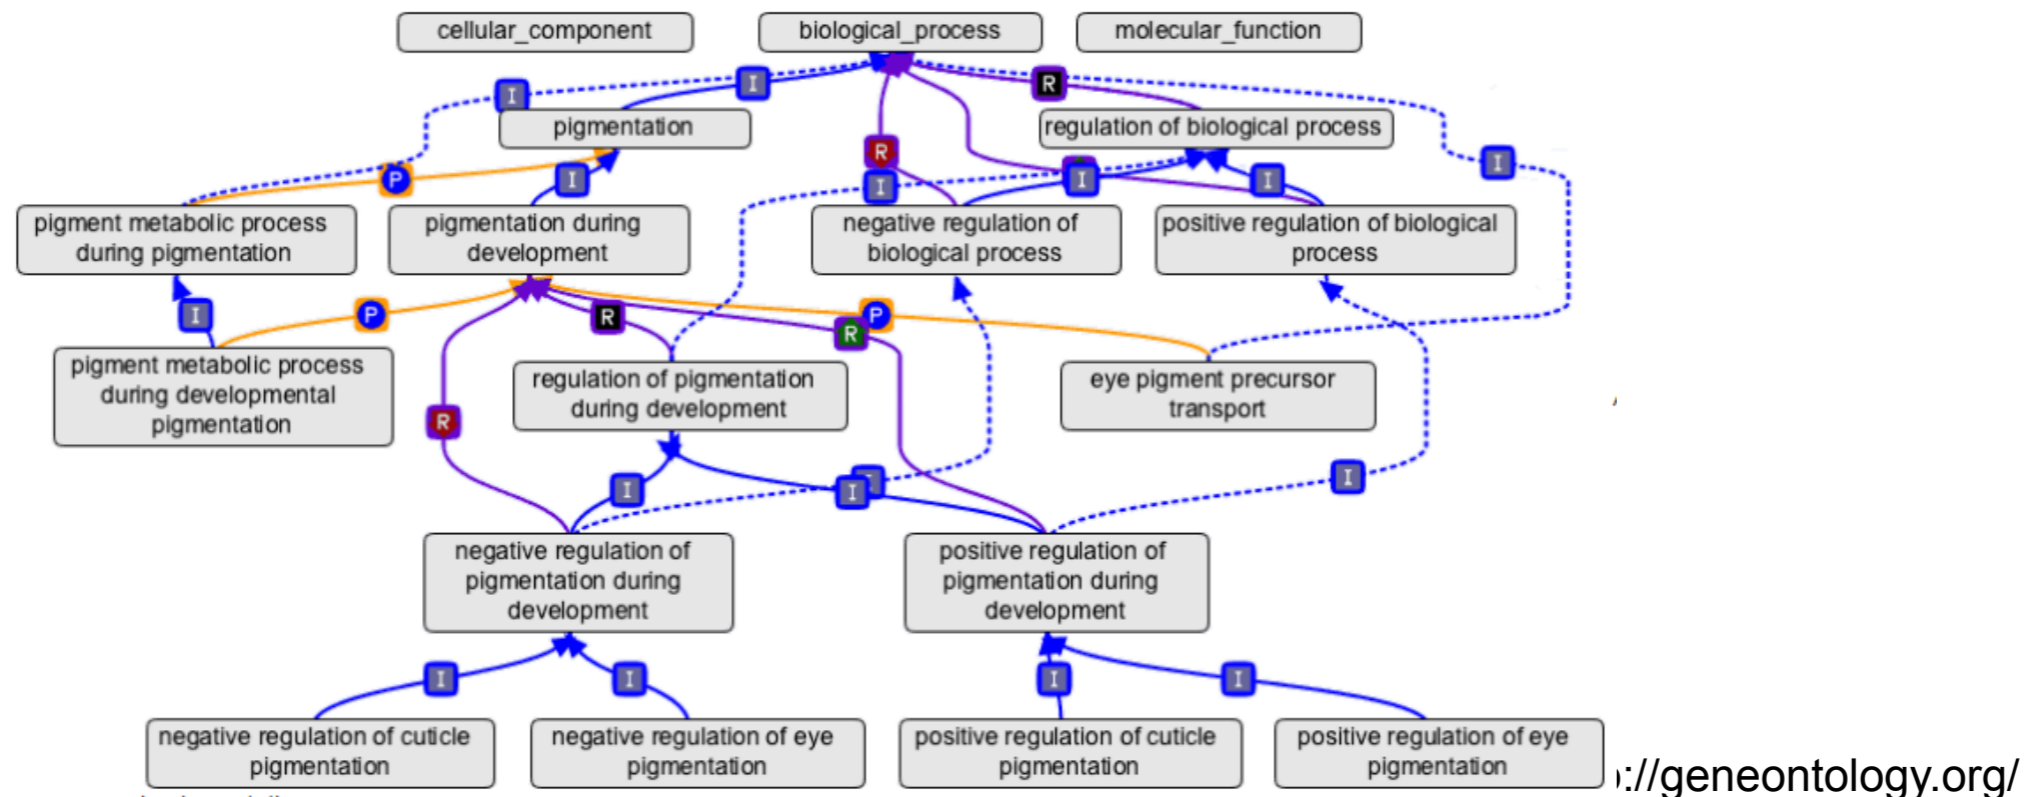 cellular_component
biological_process
molecular_function
I
I
R
pigmentation
regulation of biological process
R
I
P
I
I
I
I
pigment metabolic process
during pigmentation
pigmentation during
development
negative regulation of
biological process
positive regulation of biological
process
I
P
R
P
R
pigment metabolic process
during developmental
pigmentation
regulation of pigmentation
during development
eye pigment precursor
transport
R
I
I
I
negative regulation of
pigmentation during
development
positive regulation of
pigmentation during
development
I
I
I
I
negative regulation of cuticle
pigmentation
negative regulation of eye
pigmentation
positive regulation of cuticle
pigmentation
positive regulation of eye
pigmentation
://geneontology.org/